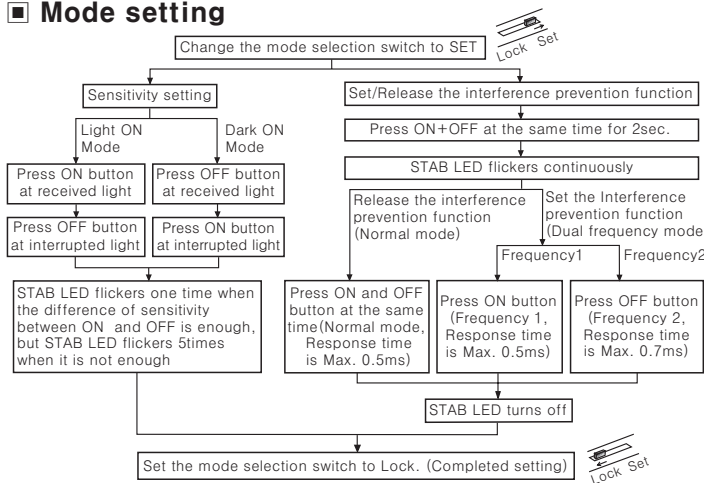 ■ Mode setting
Change the mode selection switch to SET
Lock Set
Sensitivity setting
Light ON
Mode
Dark ON
Mode
Press ON button
at received light
Press OFF button
at received light
Press OFF button
at interrupted light
Press ON button
at interrupted light
STAB LED flickers one time when
the difference of sensitivity
between ON and OFF is enough,
but STAB LED flickers 5times
when it is not enough
Set/Release the interference prevention function
Press ON+OFF at the same time for 2sec.
STAB LED flickers continuously
Release the interference
prevention function
(Normal mode)
Set the Interference
prevention function
(Dual frequency mode
Frequency1
Frequency2
Press ON and OFF
button at the same
time(Normal mode,
Response time
is Max. 0.5ms)
Press ON button
(Frequency 1,
Response time
is Max. 0.5ms)
Press OFF button
(Frequency 2,
Response time
is Max. 0.7ms)
STAB LED turns off
Set the mode selection switch to Lock. (Completed setting)
Lock Set